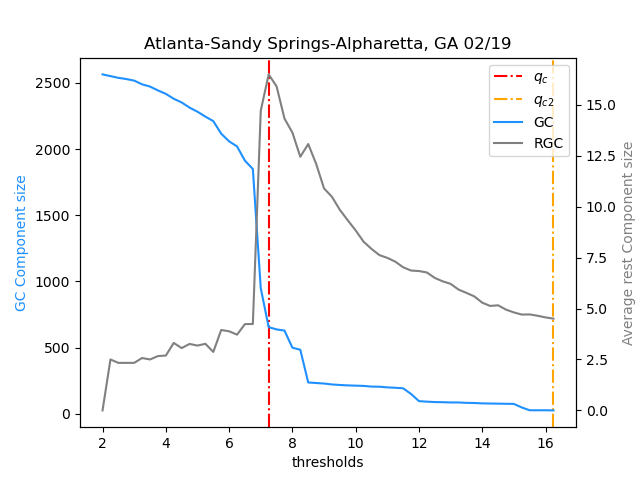 Atlanta-Sandy Springs-Alpharetta, GA 02/19
GC Component size
2500
2000
1500
1000
500
0
q_c
q_c2
GC
RGC
15.0
12.5
10.0
7.5
5.0
2.5
0.0
Average rest Component size
2 4 6 8 10 12 14 16
thresholds